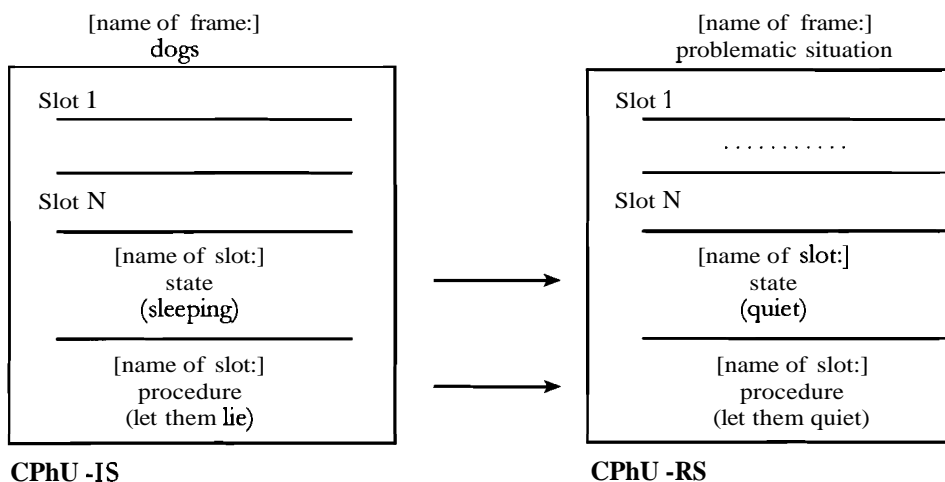 [name of frame:]
dogs
Slot 1
Slot N
[name of slot:]
state
(sleeping)
[name of slot:]
procedure
(let them lie)
CPhU -IS
[name of frame:]
problematic situation
Slot 1
...........
Slot N
[name of slot:]
state
(quiet)
[name of slot:]
procedure
(let them quiet)
CPhU -RS